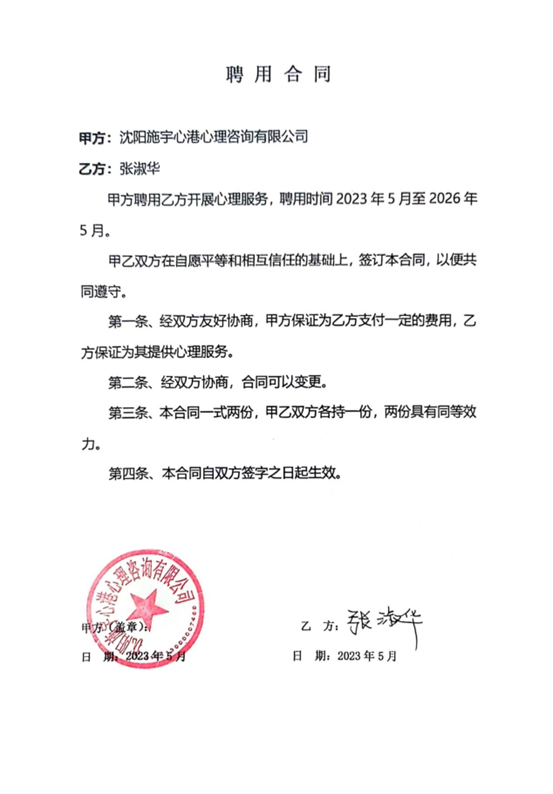 聘用合同
甲方：沈阳施宇心港心理咨询有限公司
乙方：张淑华
甲方聘用乙方开展心理服务，聘用时间 2023 年 5 月至 2026 年
5 月。
甲乙双方在自愿平等和相互信任的基础上，签订本合同，以便共
同遵守。
第一条、经双方友好协商，甲方保证为乙方支付一定的费用，乙
方保证为其提供心理服务。
第二条、经双方协商，合同可以变更。
第三条、本合同一式两份，甲乙双方各持一份，两份具有同等效
力。
第四条、本合同自双方签字之日起生效。
沈阳施宇心港心理咨询有限公司
甲方（盖章）：
乙 方：张淑华
日 期：2023 年 5 月
日 期：2023 年 5 月